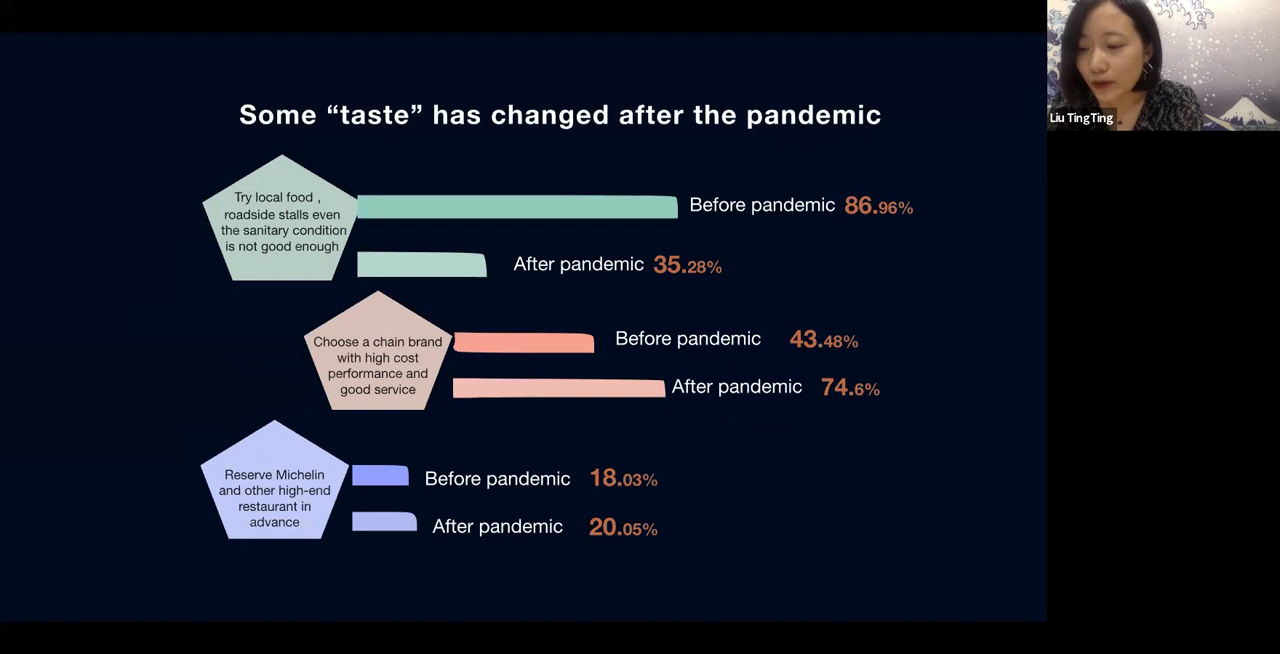 Some “taste” has changed after the pandemic
Try local food ,
roadside stalls even
the sanitary condition
is not good enough
Before pandemic 86.96%
After pandemic 35.28%
Choose a chain brand
with high cost
performance and
good service
Before pandemic 43.48%
After pandemic 74.6%
Reserve Michelin
and other high-end
restaurant in
advance
Before pandemic 18.03%
After pandemic 20.05%
Liu TingTing